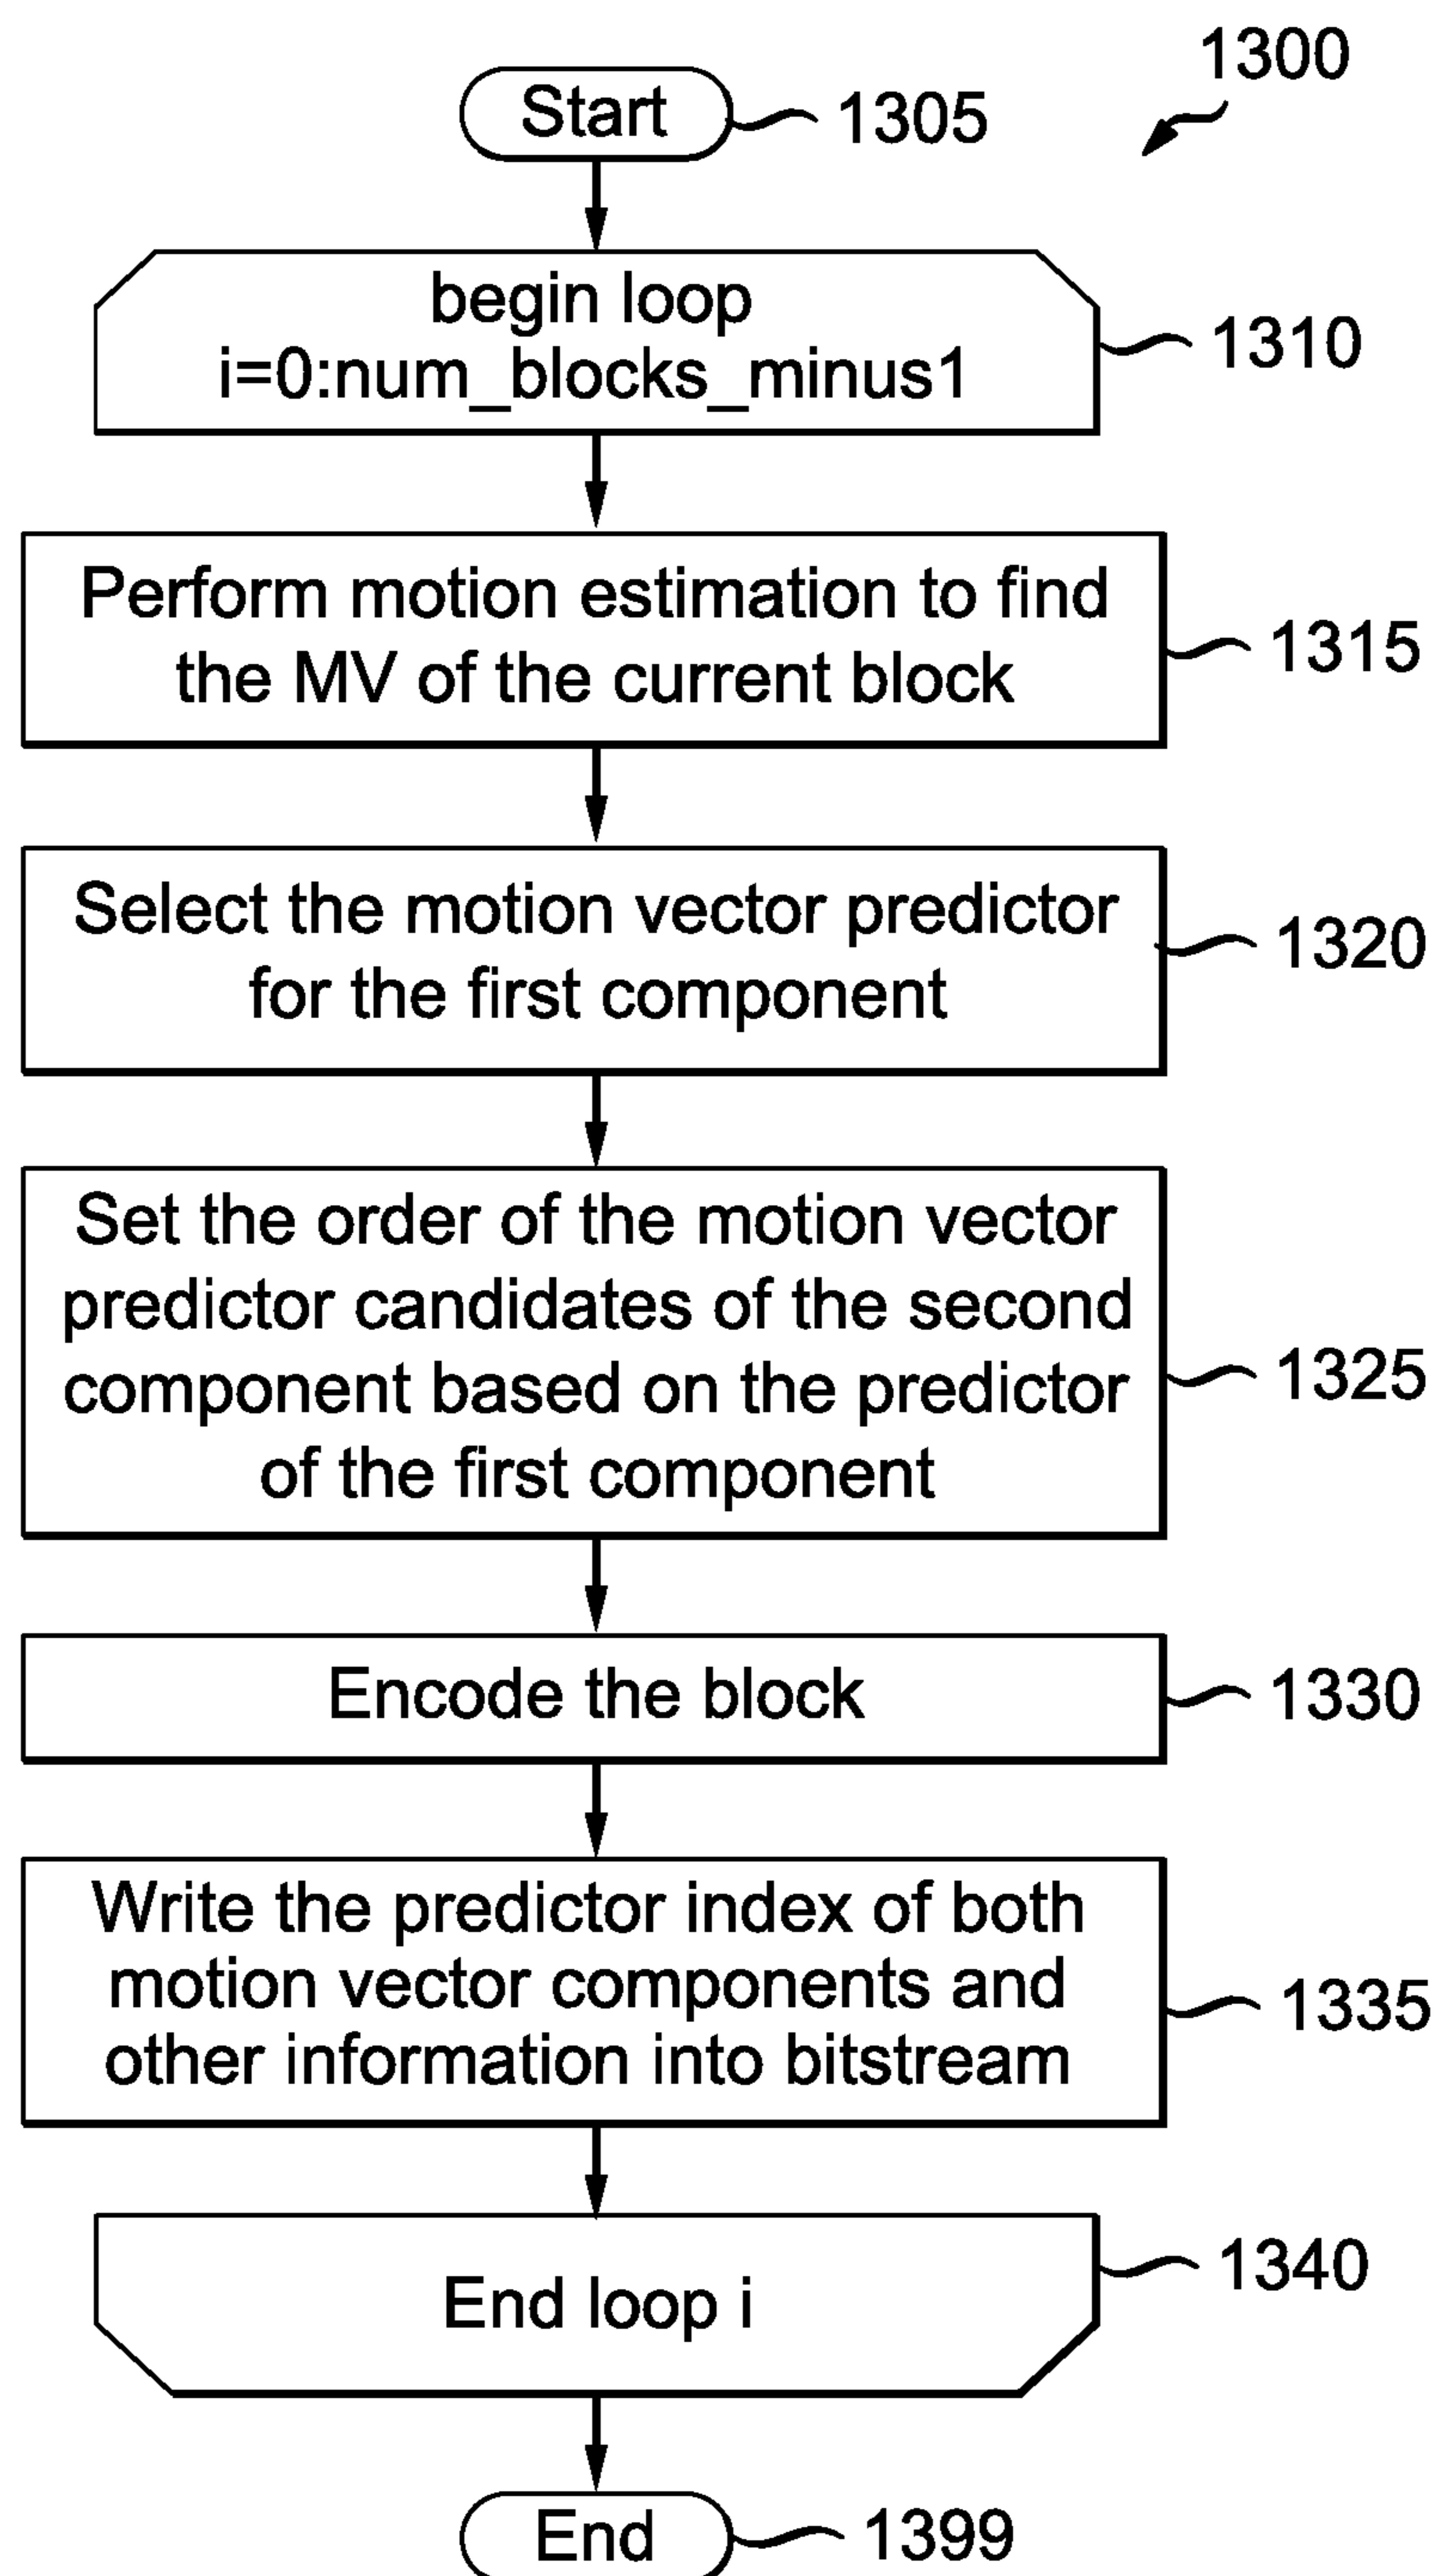 1300
Start
1305
begin loop
i=0:num_blocks_minus1
1310
Perform motion estimation to find
the MV of the current block
1315
Select the motion vector predictor
for the first component
1320
Set the order of the motion vector
predictor candidates of the second
component based on the predictor
of the first component
1325
Encode the block
1330
Write the predictor index of both
motion vector components and
other information into bitstream
1335
End loop i
1340
End
1399